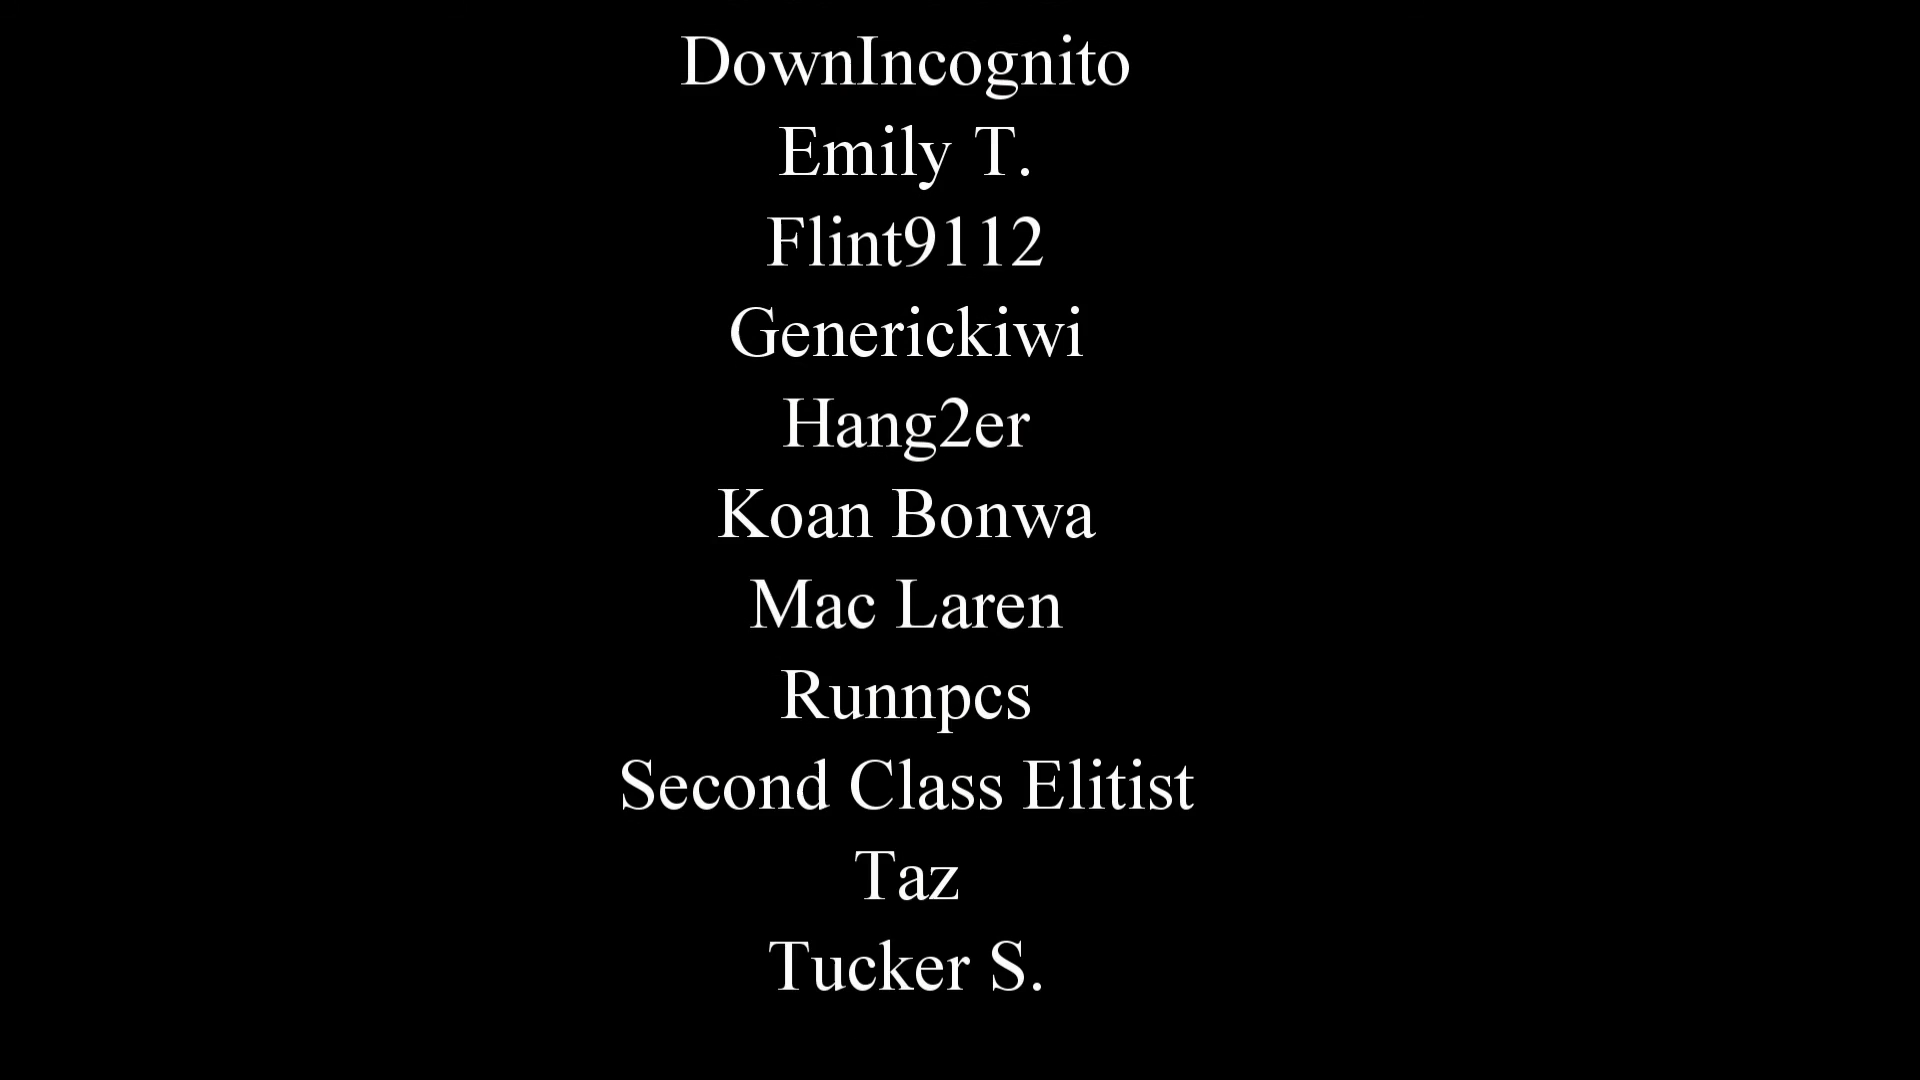 DownIncognito
Emily T.
Flint9112
Generickiwi
Hang2er
Koan Bonwa
Mac Laren
Runnpcs
Second Class Elitist
Taz
Tucker S.